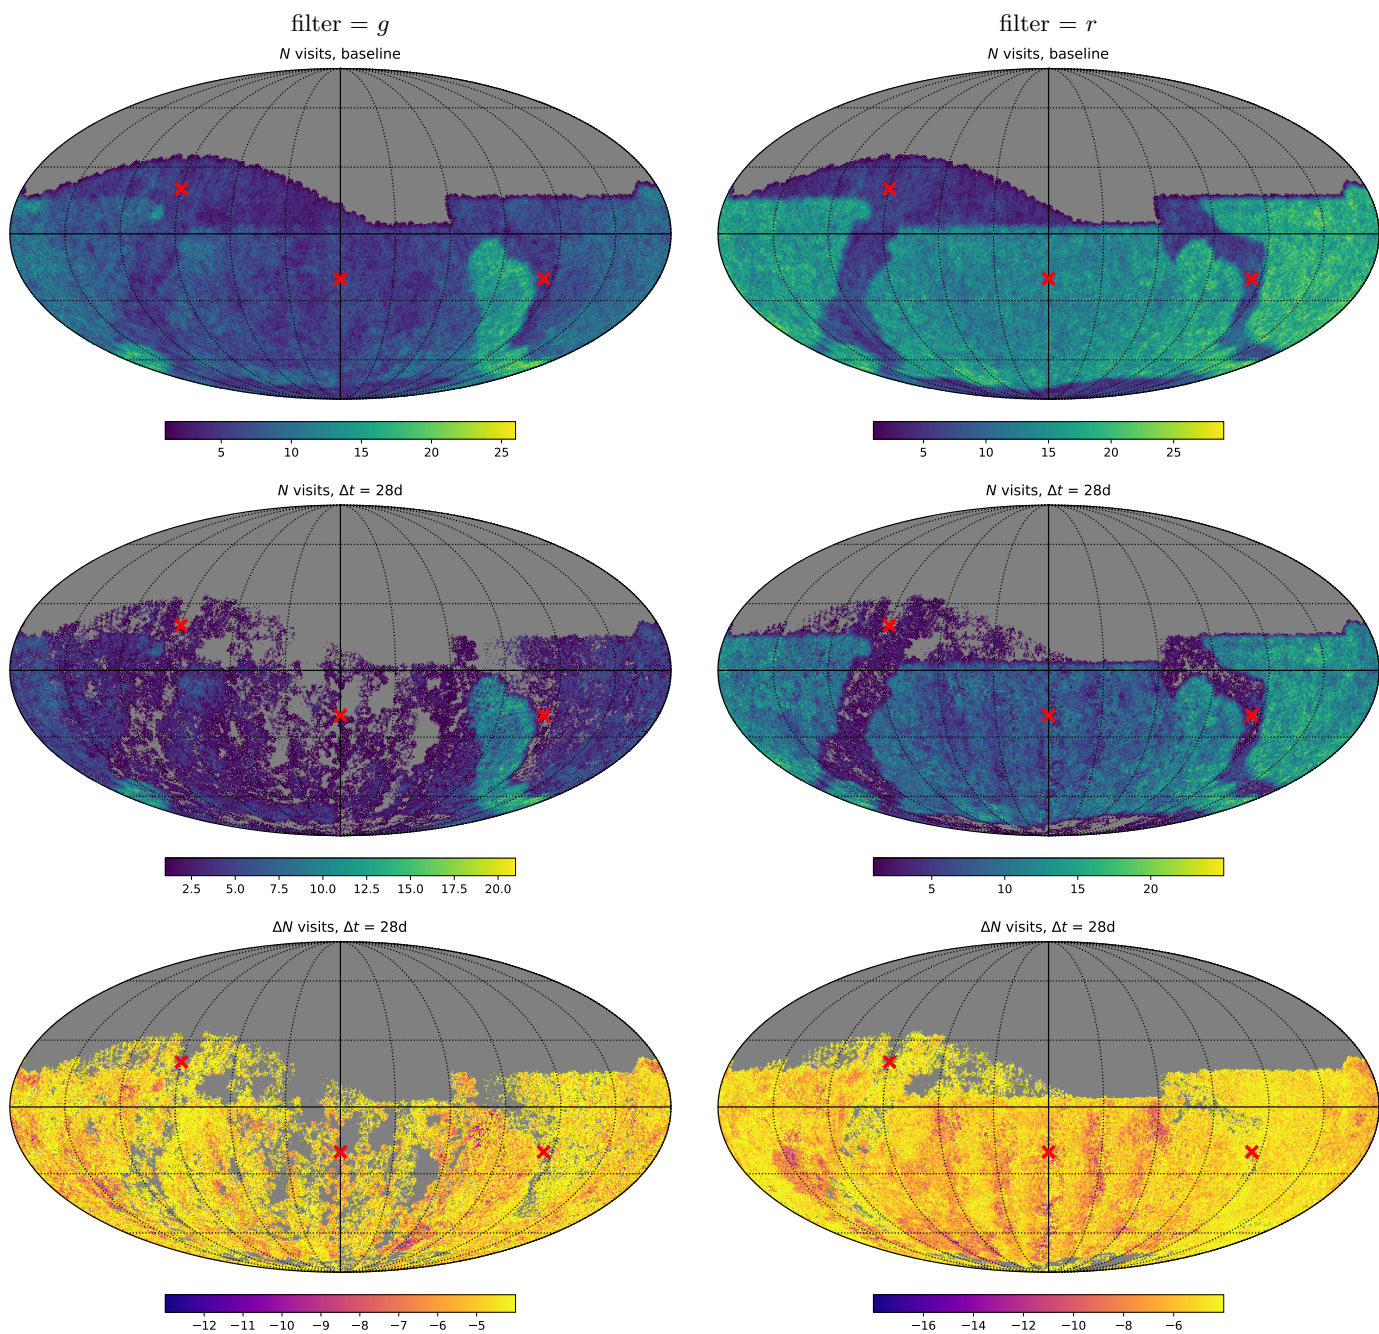 filter = g
filter = r
N visits, baseline
N visits, baseline
5 10 15 20 25
5 10 15 20 25
N visits, Δt = 28d
N visits, Δt = 28d
2.5 5.0 7.5 10.0 12.5 15.0 17.5 20.0
5 10 15 20
ΔN visits, Δt = 28d
ΔN visits, Δt = 28d
−12 −11 −10 −9 −8 −7 −6 −5
−16 −14 −12 −10 −8 −6